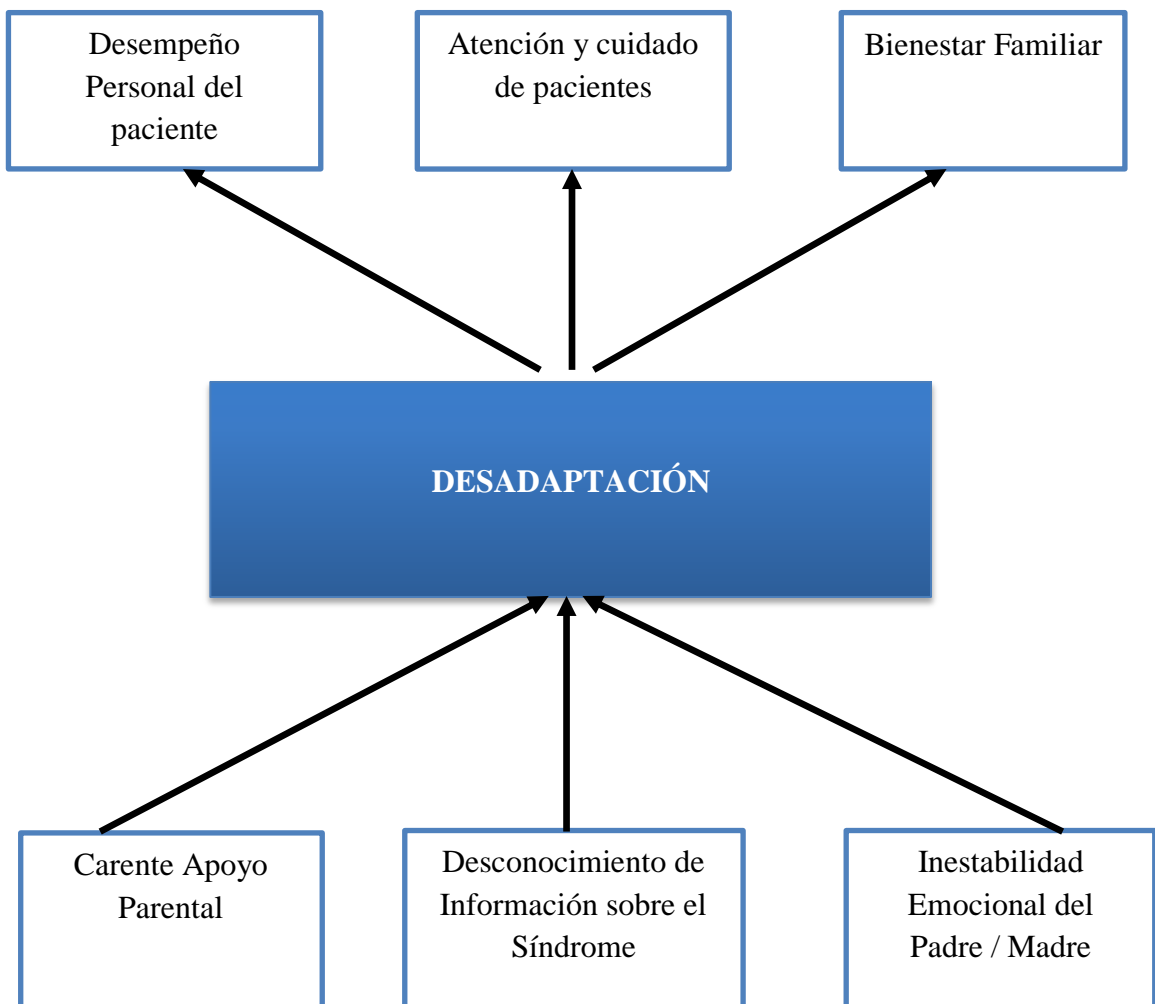 Desempeño
Personal del
paciente
Atención y cuidado
de pacientes
Bienestar Familiar
DESADAPTACIÓN
Carente Apoyo
Parental
Desconocimiento de
Información sobre el
Síndrome
Inestabilidad
Emocional del
Padre / Madre